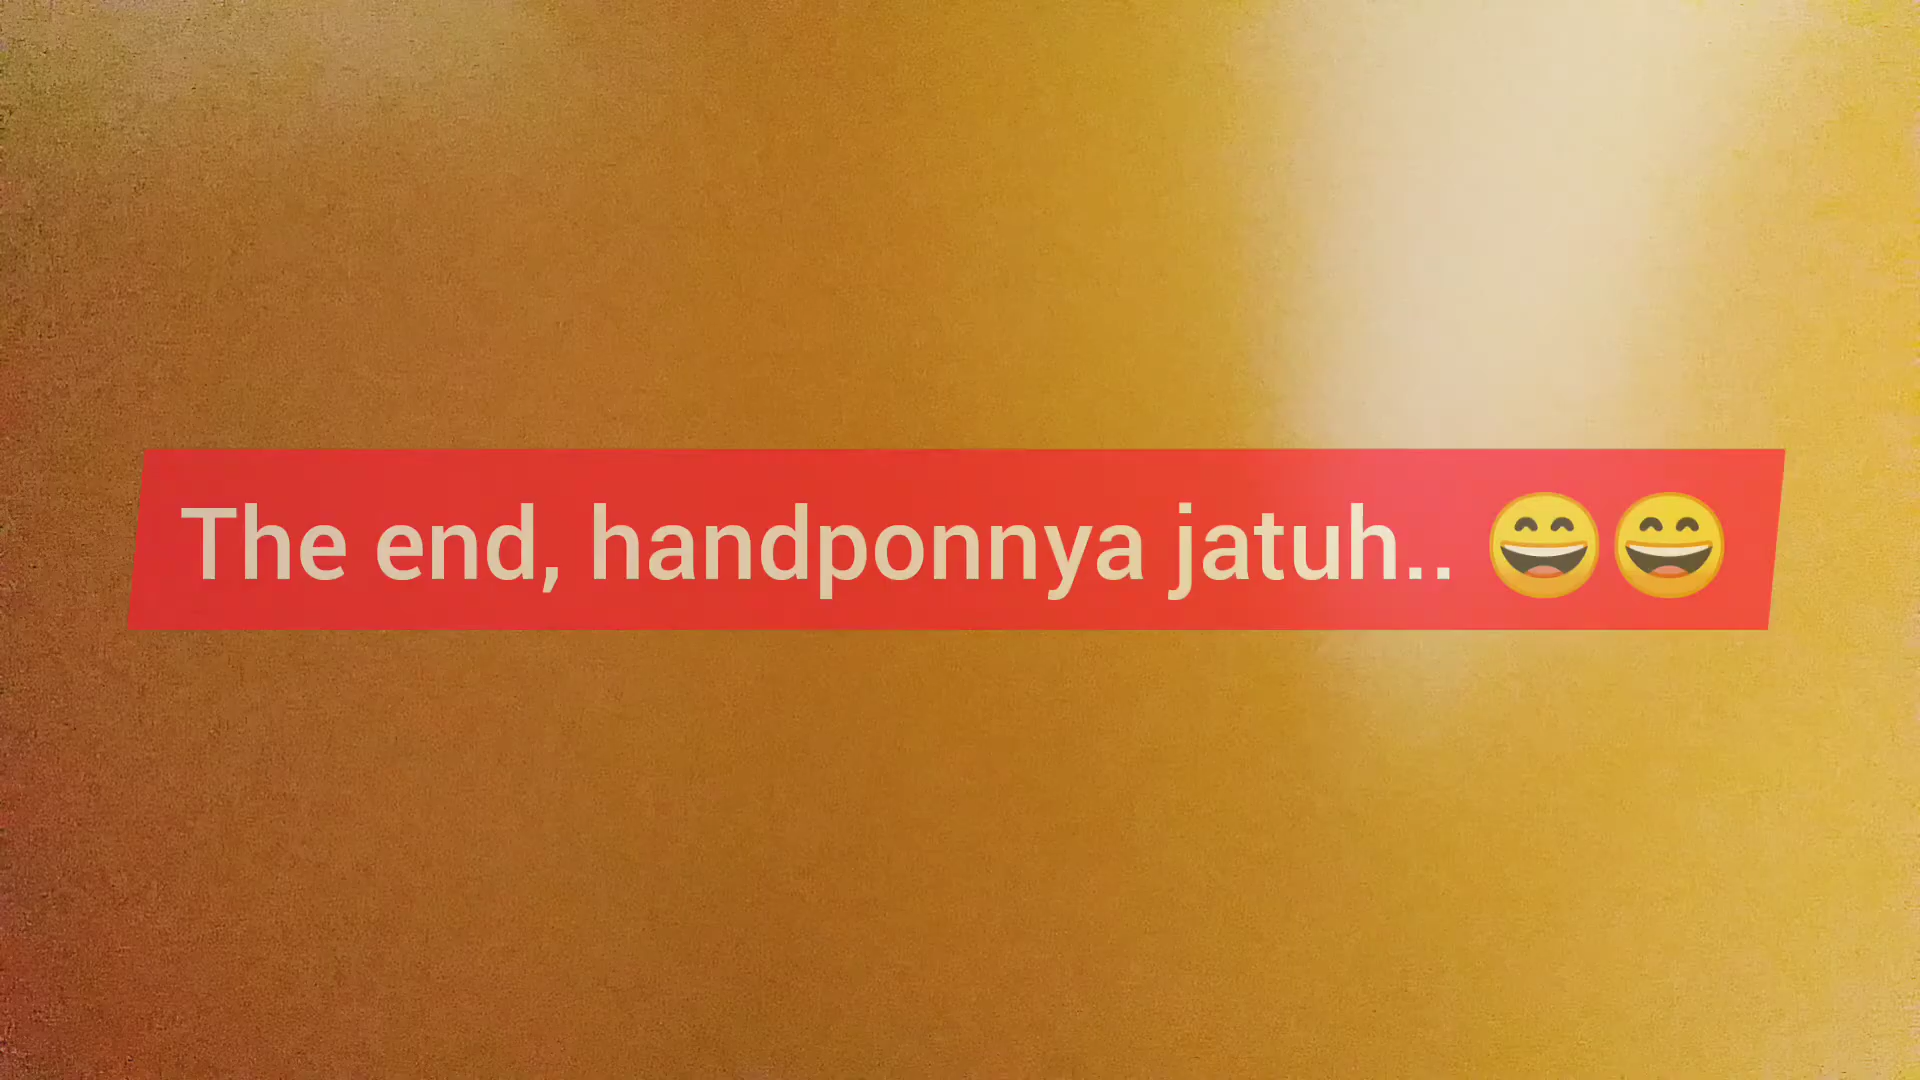 The end, handponnya jatuh.. 😄😄